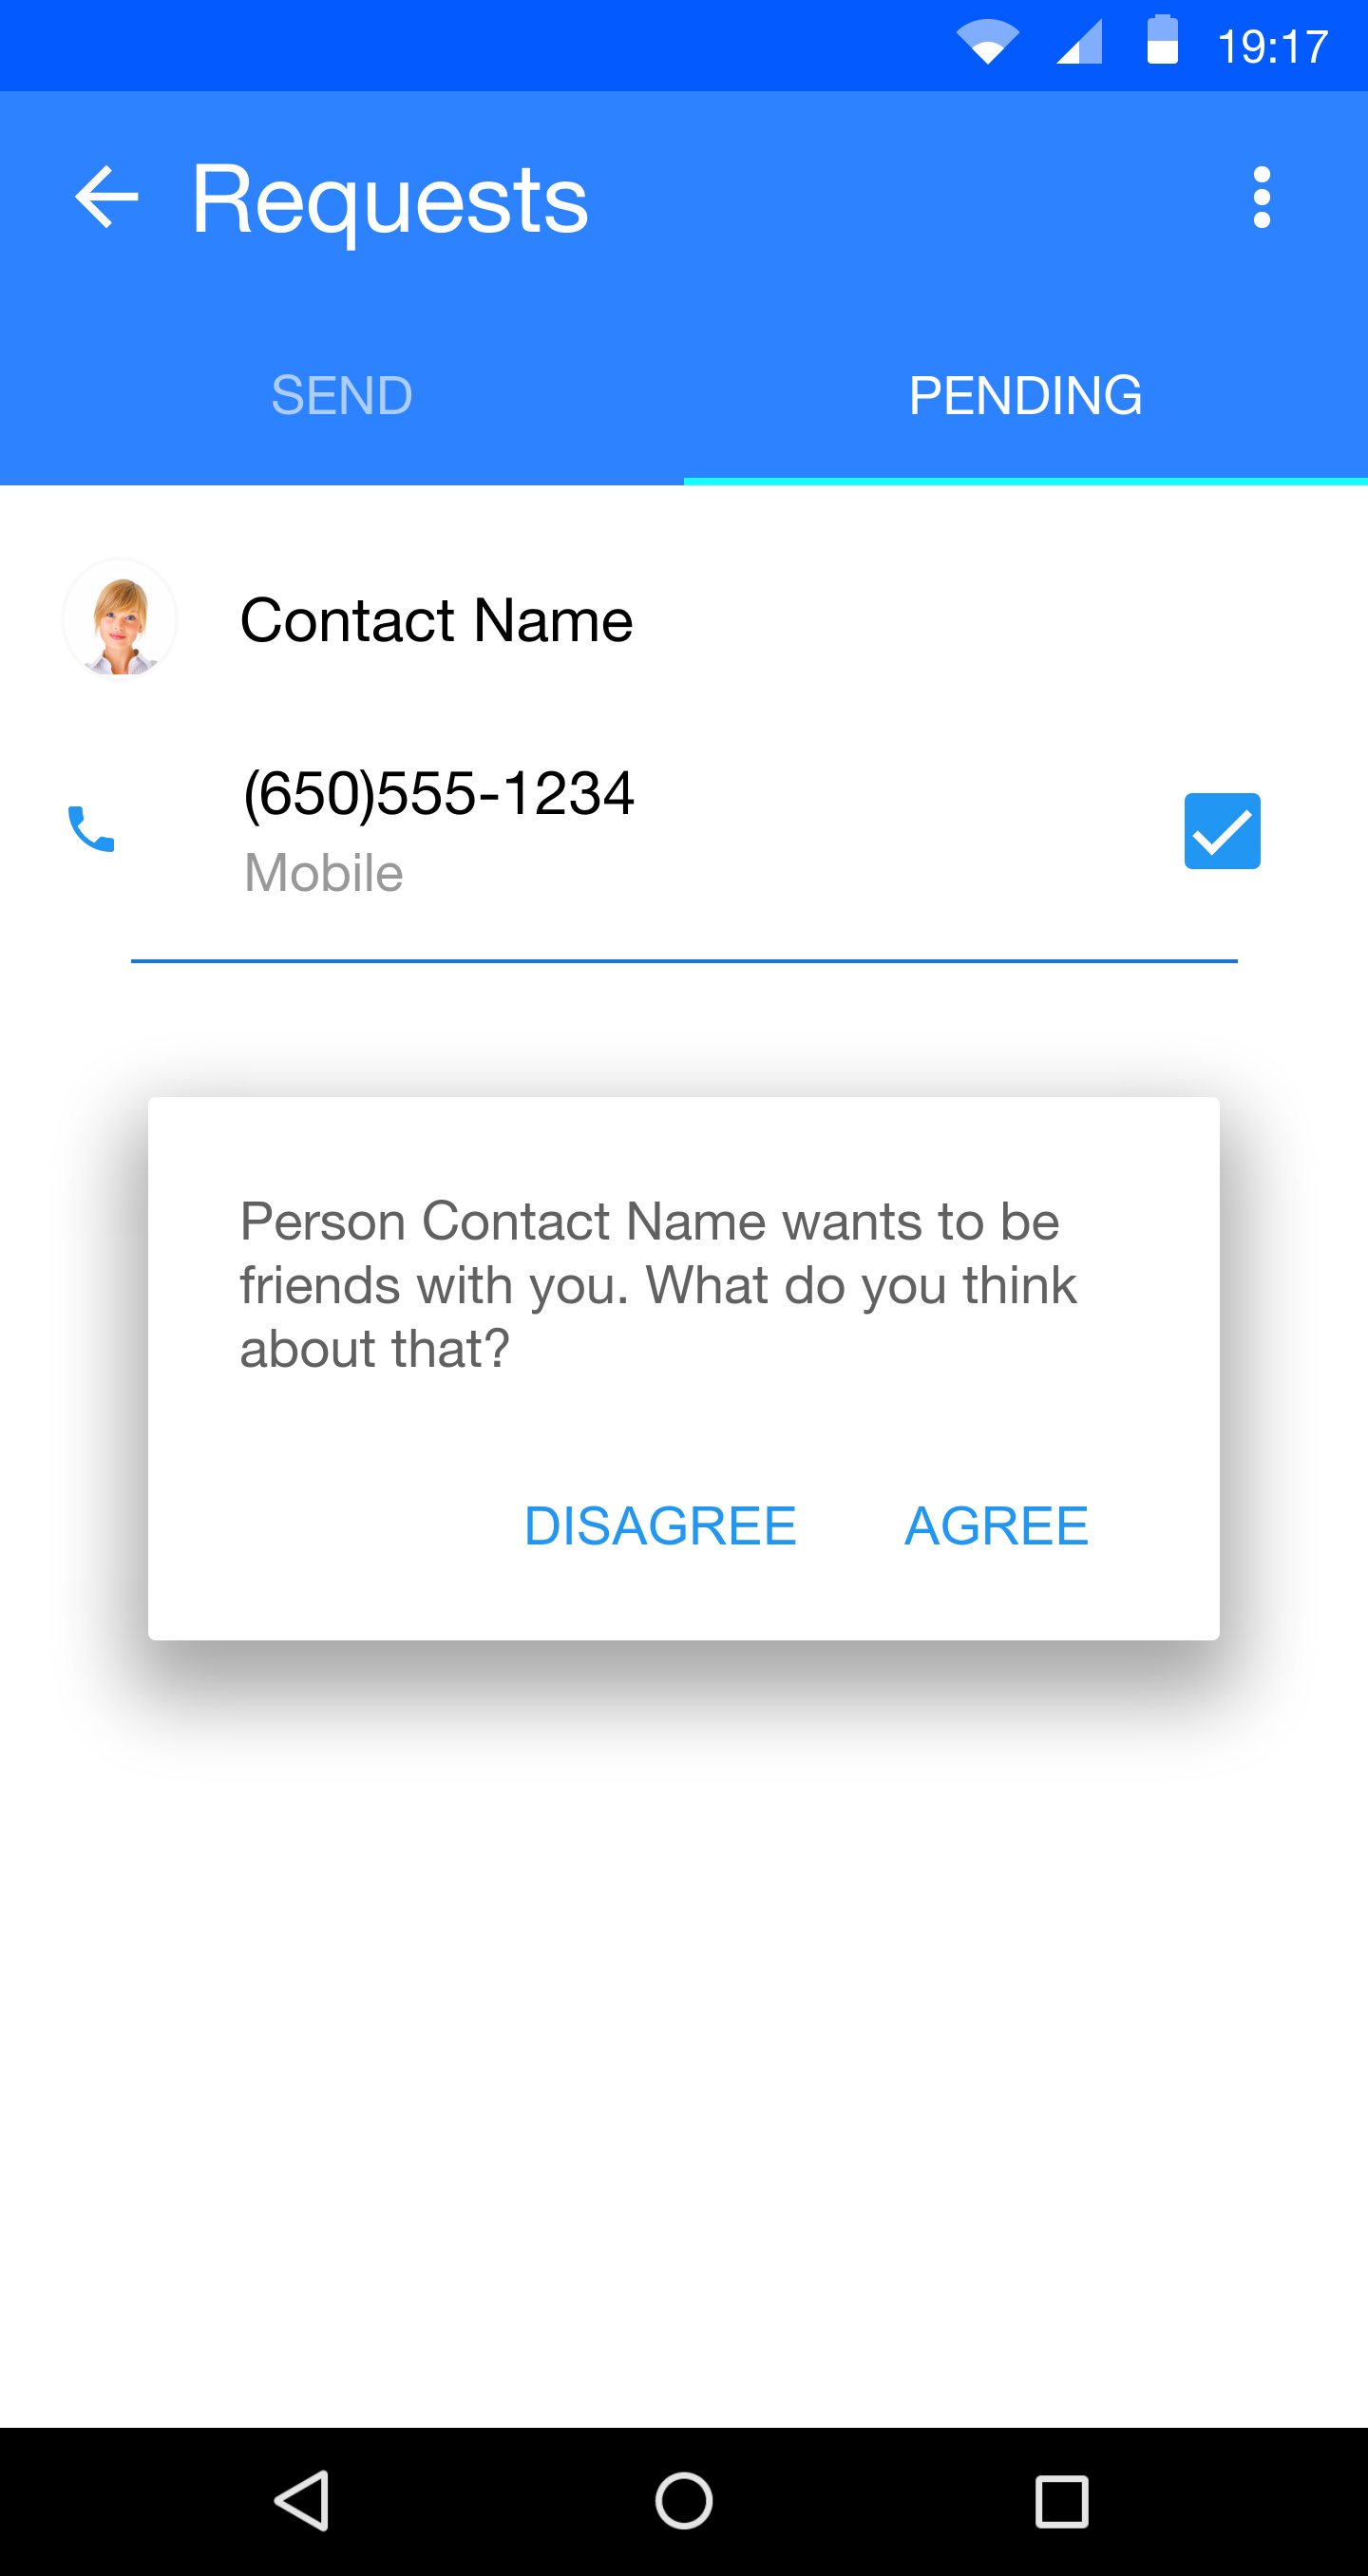 19:17
Requests
SEND
PENDING
Contact Name
(650)555-1234
Mobile
Person Contact Name wants to be
friends with you. What do you think
about that?
DISAGREE
AGREE